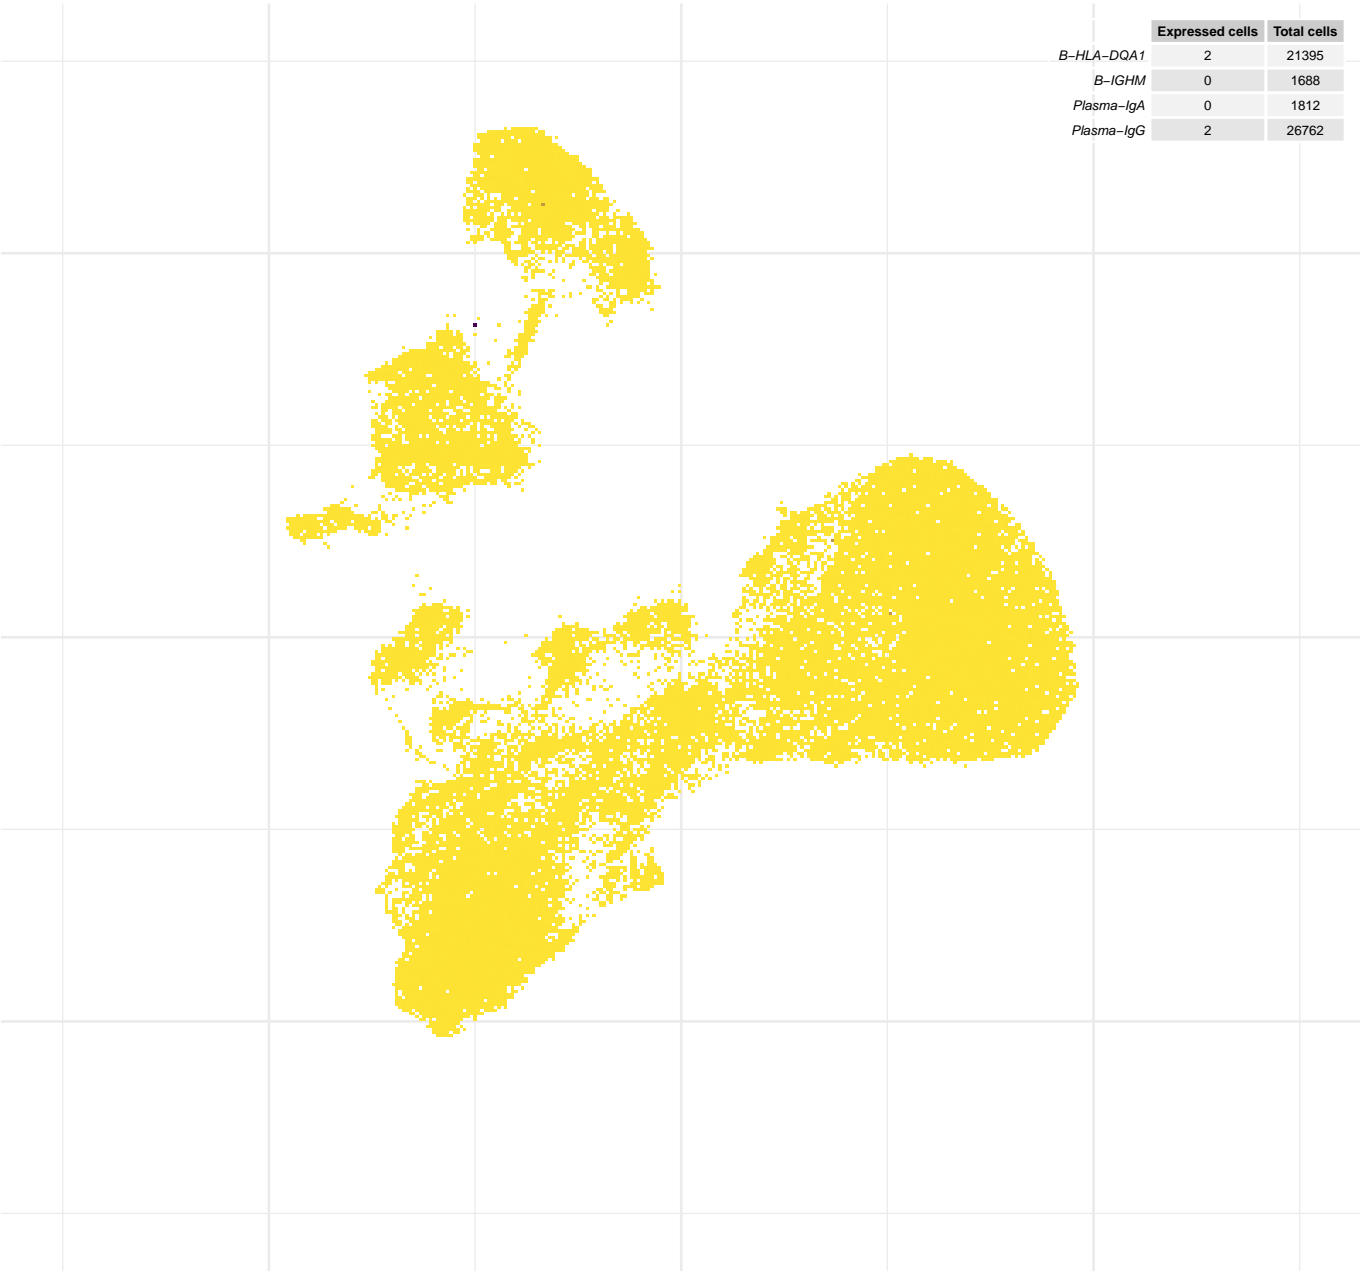 Expressed cells Total cells
B−HLA−DQA1 2 21395
B−IGHM 0 1688
Plasma−IgA 0 1812
Plasma−IgG 2 26762